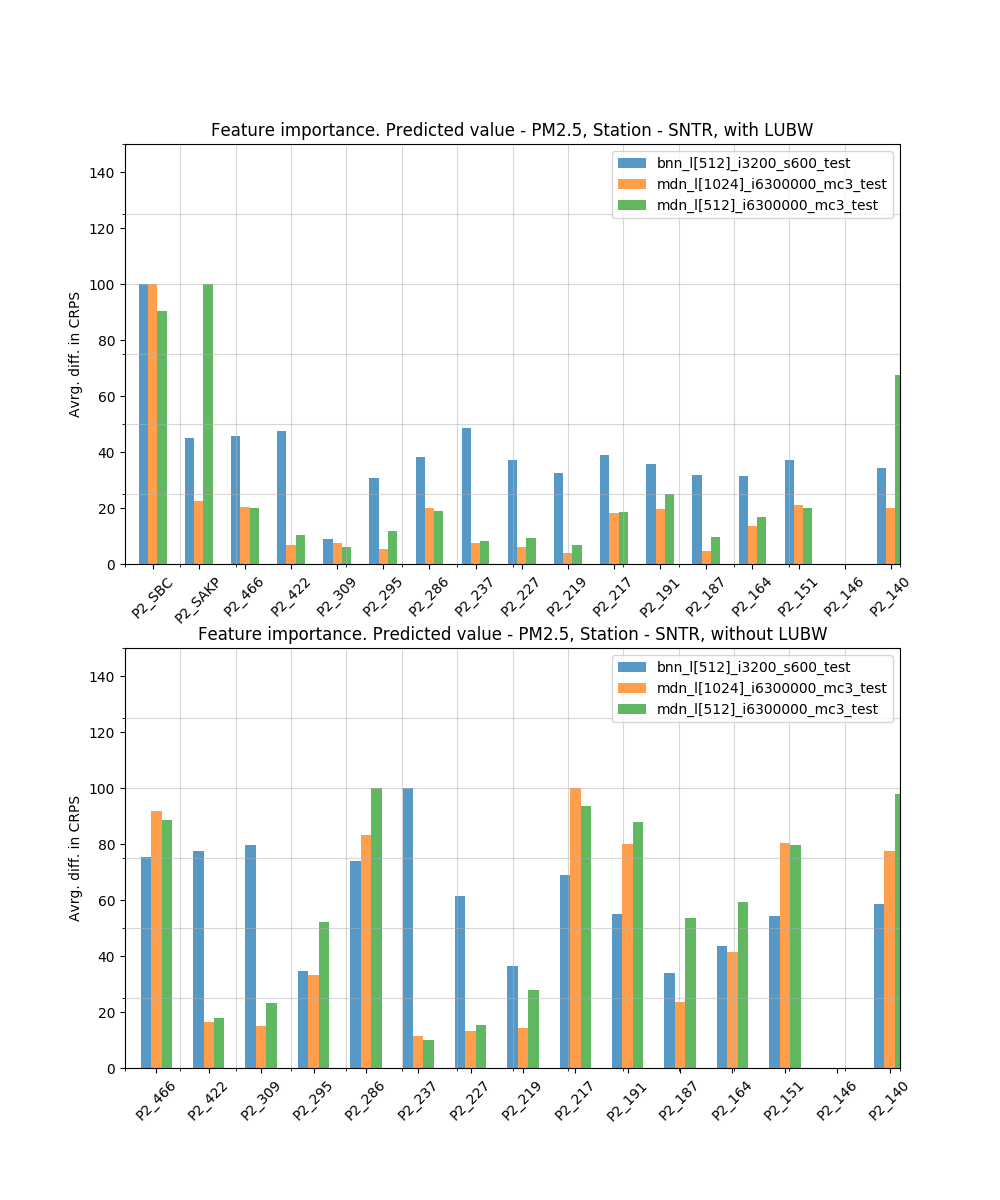 Feature importance. Predicted value - PM2.5, Station - SNTR, with LUBW
bnn_l[512]_i3200_s600_test
mdn_l[1024]_i6300000_mc3_test
mdn_l[512]_i6300000_mc3_test
140
120
100
80
60
40
20
0
Avrg. diff. in CRPS
P2_SBC P2_SAKP P2_466 P2_422 P2_309 P2_295 P2_286 P2_237 P2_227 P2_219 P2_217 P2_191 P2_187 P2_164 P2_151 P2_146 P2_140
Feature importance. Predicted value - PM2.5, Station - SNTR, without LUBW
bnn_l[512]_i3200_s600_test
mdn_l[1024]_i6300000_mc3_test
mdn_l[512]_i6300000_mc3_test
140
120
100
80
60
40
20
0
Avrg. diff. in CRPS
P2_466 P2_422 P2_309 P2_295 P2_286 P2_237 P2_227 P2_219 P2_217 P2_191 P2_187 P2_164 P2_151 P2_146 P2_140